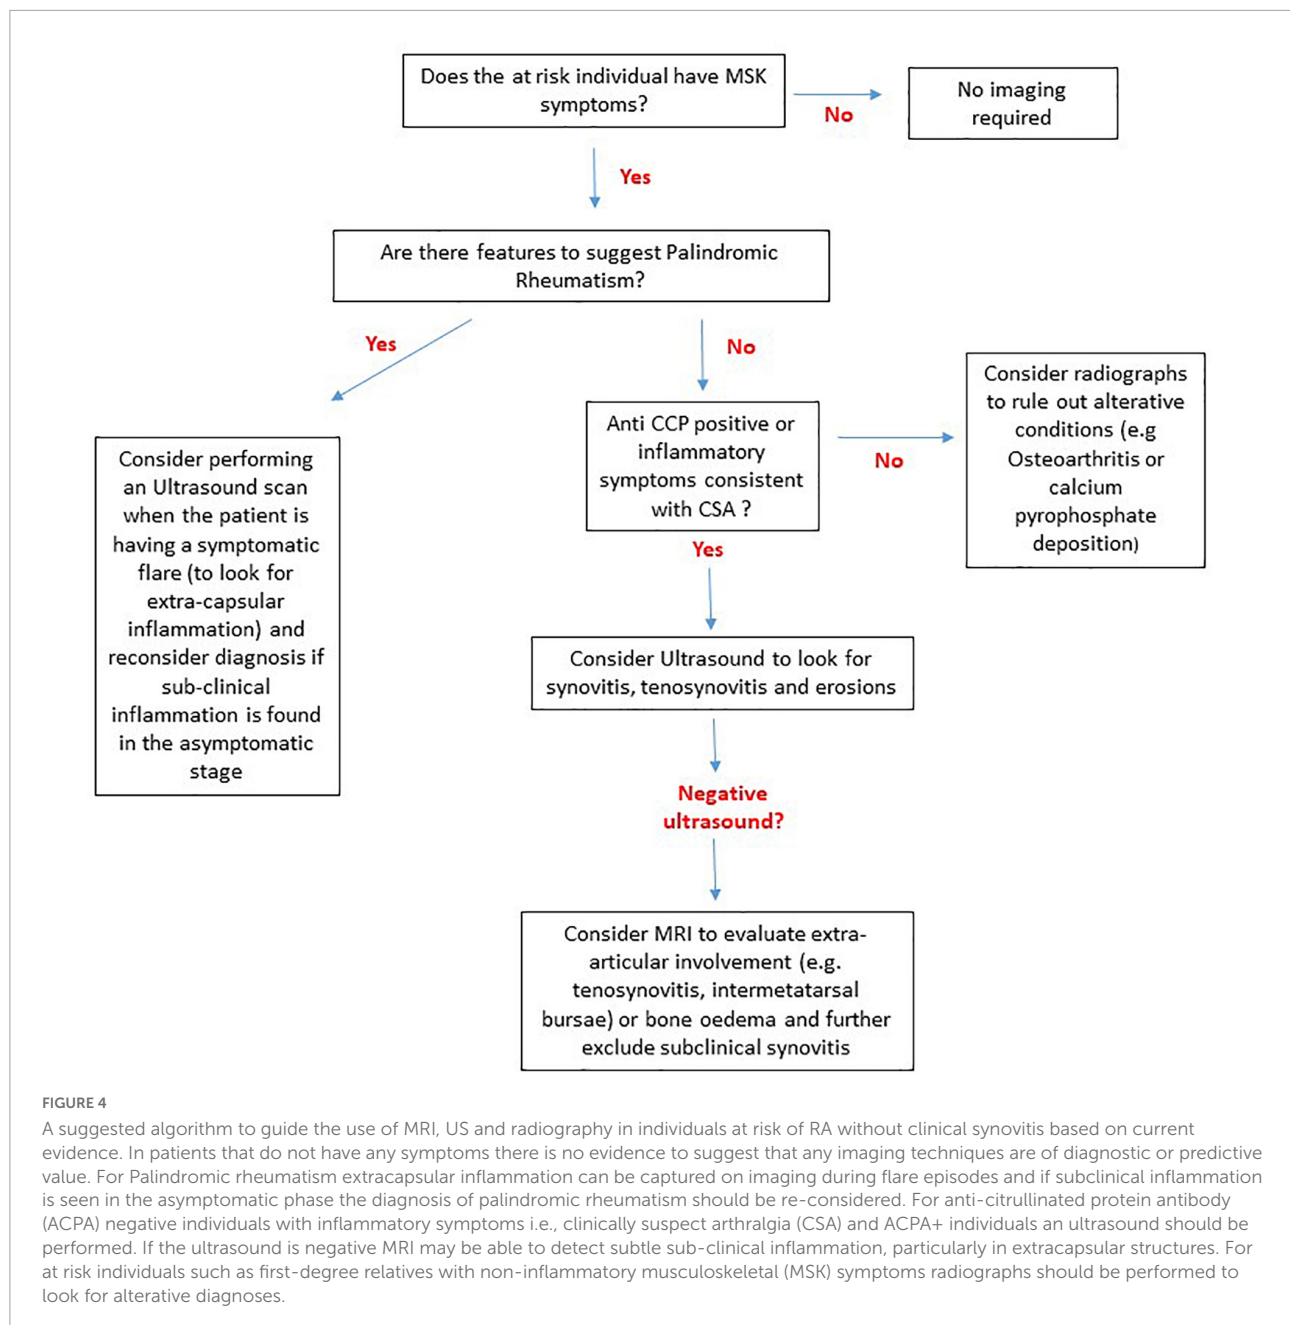 Does the at risk individual have MSK
symptoms?
No
No imaging
required
Yes
Are there features to suggest Palindromic
Rheumatism?
Yes
No
Consider performing
an Ultrasound scan
when the patient is
having a symptomatic
flare (to look for
extra-capsular
inflammation) and
reconsider diagnosis if
sub-clinical
inflammation is found
in the asymptomatic
stage
Anti CCP positive or
inflammatory
symptoms consistent
with CSA ?
No
Consider radiographs
to rule out alterative
conditions (e.g
Osteoarthritis or
calcium
pyrophosphate
deposition)
Yes
Consider Ultrasound to look for
synovitis, tenosynovitis and erosions
Negative
ultrasound?
Consider MRI to evaluate extra-
articular involvement (e.g.
tenosynovitis, intermetatarsal
bursae) or bone oedema and further
exclude subclinical synovitis
FIGURE 4
A suggested algorithm to guide the use of MRI, US and radiography in individuals at risk of RA without clinical synovitis based on current
evidence. In patients that do not have any symptoms there is no evidence to suggest that any imaging techniques are of diagnostic or predictive
value. For Palindromic rheumatism extracapsular inflammation can be captured on imaging during flare episodes and if subclinical inflammation
is seen in the asymptomatic phase the diagnosis of palindromic rheumatism should be re-considered. For anti-citrullinated protein antibody
(ACPA) negative individuals with inflammatory symptoms i.e., clinically suspect arthralgia (CSA) and ACPA+ individuals an ultrasound should be
performed. If the ultrasound is negative MRI may be able to detect subtle sub-clinical inflammation, particularly in extracapsular structures. For
at risk individuals such as first-degree relatives with non-inflammatory musculoskeletal (MSK) symptoms radiographs should be performed to
look for alterative diagnoses.